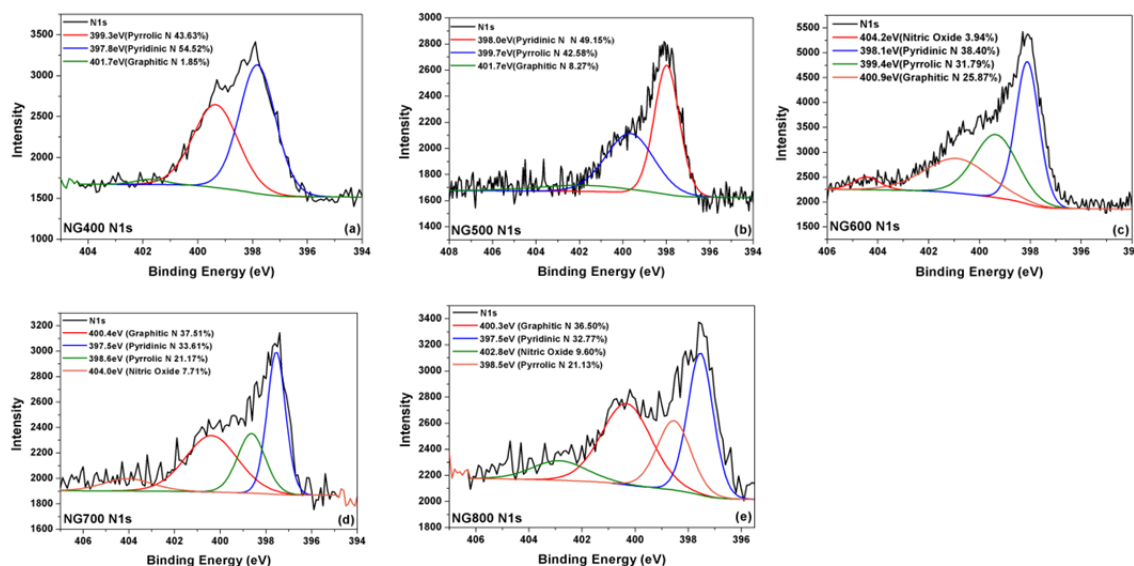 N1s
399.3eV(Pyrrolic N 43.63%)
397.8eV(Pyridinic N 54.52%)
401.7eV(Graphitic N 1.85%)
3500
3000
2500
2000
1500
1000
Intensity
404 402 400 398 396 394
Binding Energy (eV)
NG400 N1s
(a)
N1s
398.0eV(Pyridinic N N 49.15%)
399.7eV(Pyrrolic N 42.58%)
401.7eV(Graphitic N 8.27%)
3000
2800
2600
2400
2200
2000
1800
1600
1400
Intensity
408 406 404 402 400 398 396 394
Binding Energy (eV)
NG500 N1s
(b)
N1s
404.2eV(Nitric Oxide 3.94%)
398.1eV(Pyridinic N 38.40%)
399.4eV(Pyrrolic N 31.79%)
400.9eV(Graphitic N 25.87%)
5500
5000
4500
4000
3500
3000
2500
2000
1500
Intensity
406 404 402 400 398 396 394
Binding Energy (eV)
NG600 N1s
(c)
N1s
400.4eV (Graphitic N 37.51%)
397.5eV (Pyridinic N 33.61%)
398.6eV (Pyrrolic N 21.17%)
404.0eV (Nitric Oxide 7.71%)
3200
3000
2800
2600
2400
2200
2000
1800
1600
Intensity
406 404 402 400 398 396 394
Binding Energy (eV)
NG700 N1s
(d)
N1s
400.3eV (Graphitic N 36.50%)
397.5eV (Pyridinic N 32.77%)
402.8eV (Nitric Oxide 9.60%)
398.5eV (Pyrrolic N 21.13%)
3400
3200
3000
2800
2600
2400
2200
2000
1800
Intensity
406 404 402 400 398 396
Binding Energy (eV)
NG800 N1s
(e)